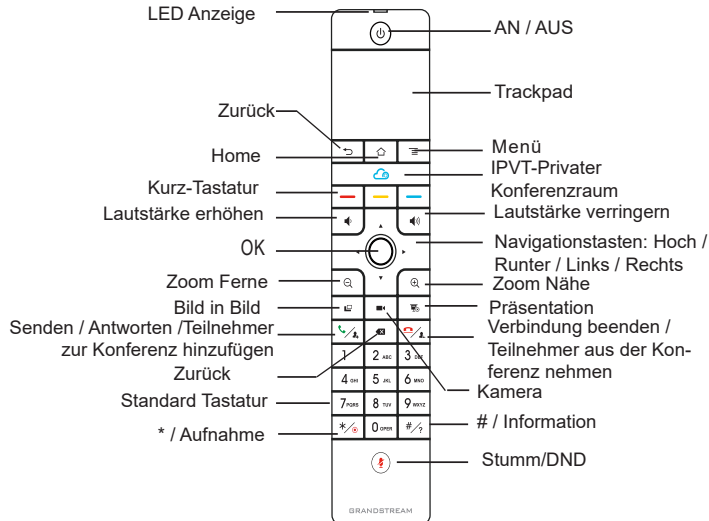 LED Anzeige
AN / AUS
Trackpad
Zurück
Home
Menü
IPVT-Privater
Konferenzraum
Kurz-Tastatur
Lautstärke erhöhen
Lautstärke verringern
OK
Navigationstasten: Hoch /
Runter / Links / Rechts
Zoom Ferne
Zoom Nähe
Bild in Bild
Präsentation
Senden / Antworten /Teilnehmer
zur Konferenz hinzufügen
Verbindung beenden /
Teilnehmer aus der Kon-
ferenz nehmen
Zurück
Kamera
1 2 ABC 3 DEF
4 GHI 5 JKL 6 MNO
Standard Tastatur
7 PQRS 8 TUV 9 WXYZ
* / Aufnahme
*/ 0 OPER #/?
# / Information
Stumm/DND
GRANDSTREAM